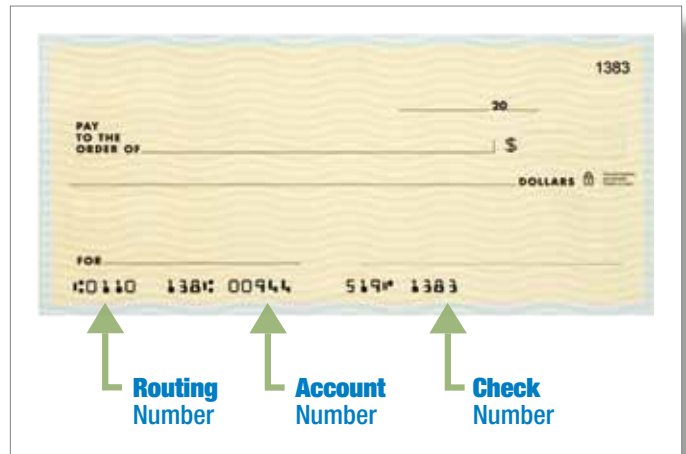 1383
20
PAY
TO THE
ORDER OF
$
DOLLARS
FOR
⑆0110 138⑆ 00944 519⑈ 1383
Routing Number
Account Number
Check Number